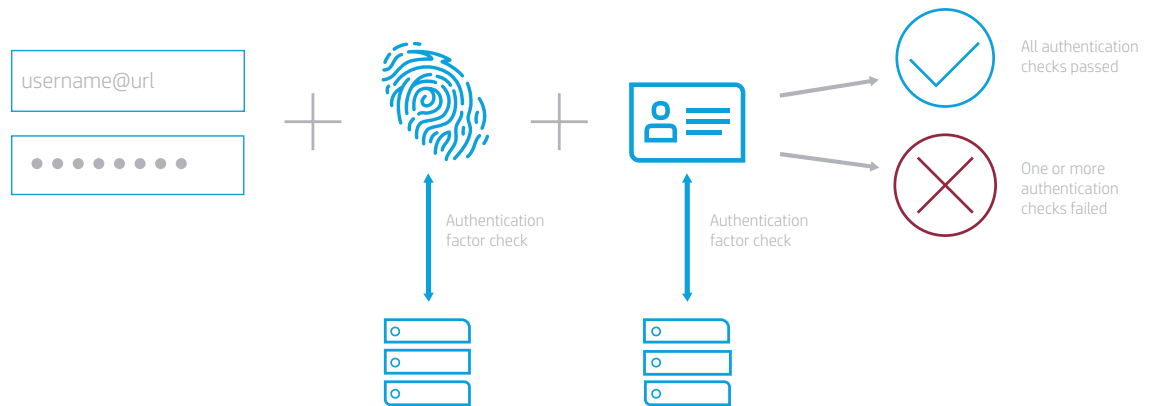 username@url
Authentication
factor check
Authentication
factor check
All authentication
checks passed
One or more
authentication
checks failed